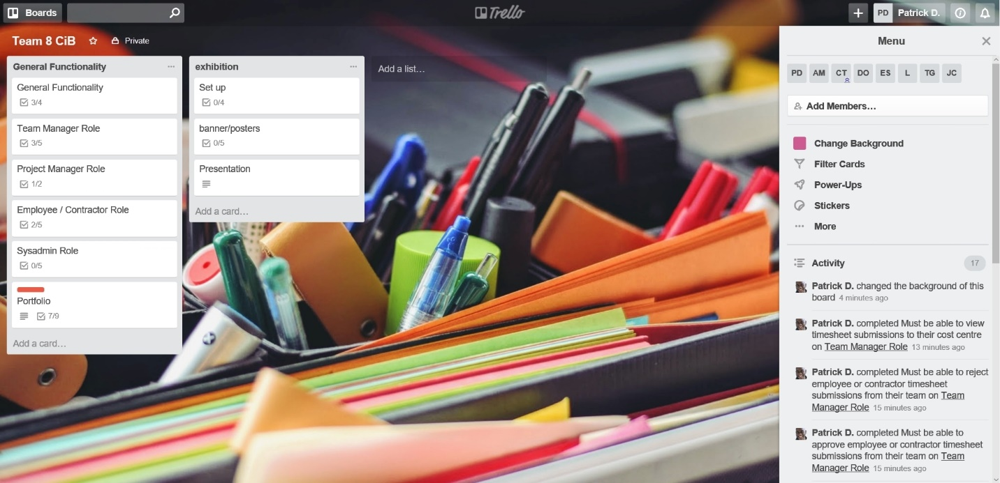 Boards
Trello
PD Patrick D.
Team 8 CiB
Private
General Functionality
General Functionality
3/4
Team Manager Role
3/5
Project Manager Role
1/2
Employee / Contractor Role
2/5
Sysadmin Role
0/5
Portfolio
7/9
Add a card…
exhibition
Set up
0/4
banner/posters
0/5
Presentation
Add a card…
Add a list…
Menu
PD AM CT DO ES L TG JC
Add Members…
Change Background
Filter Cards
Power-Ups
Stickers
More
Activity 17
Patrick D. changed the background of this
board 4 minutes ago
Patrick D. completed Must be able to view
timesheet submissions to their cost centre
on Team Manager Role 13 minutes ago
Patrick D. completed Must be able to reject
employee or contractor timesheet
submissions from their team on Team
Manager Role 15 minutes ago
Patrick D. completed Must be able to
approve employee or contractor timesheet
submissions from their team on Team
Manager Role 15 minutes ago